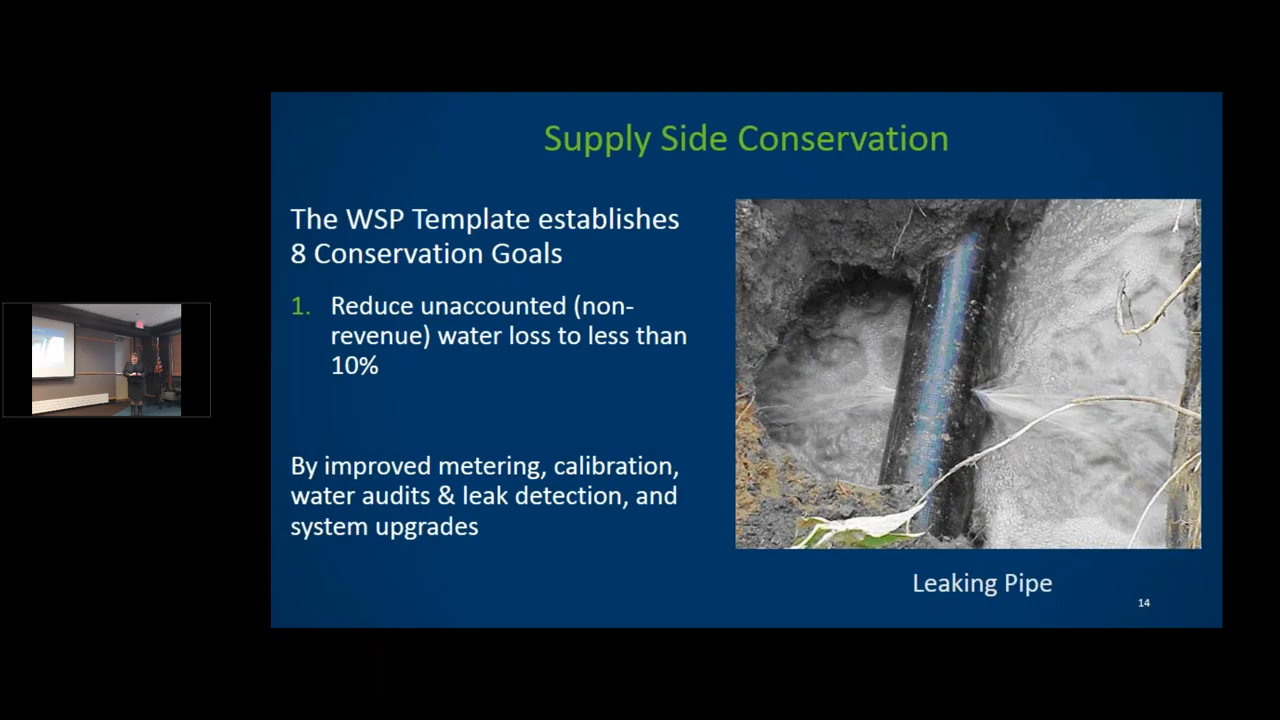 Supply Side Conservation
The WSP Template establishes
8 Conservation Goals
1. Reduce unaccounted (non-
revenue) water loss to less than
10%
By improved metering, calibration,
water audits & leak detection, and
system upgrades
Leaking Pipe
14